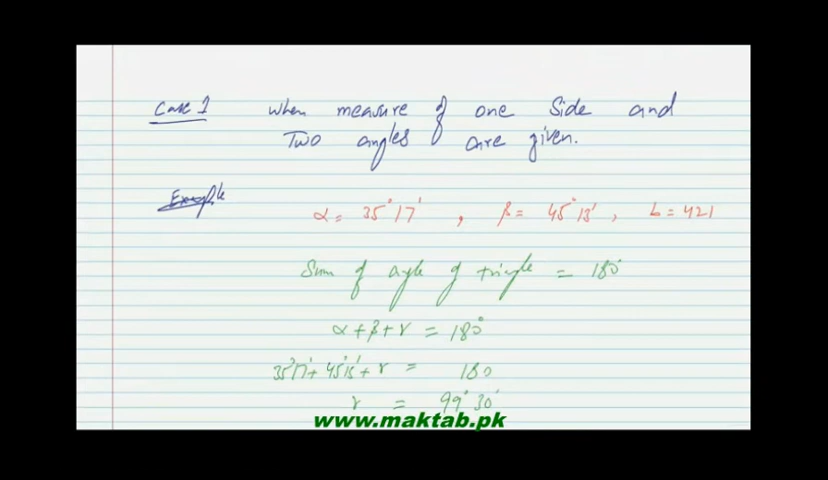 Case 1 when measure of one Side and
Two angles are given.
Example
α = 35° 17' , β = 45° 13' , b = 421
Sum of angle of triangle = 180°
α + β + γ = 180°
35°17' + 45°13' + γ = 180
γ = 99° 30'
www.maktab.pk